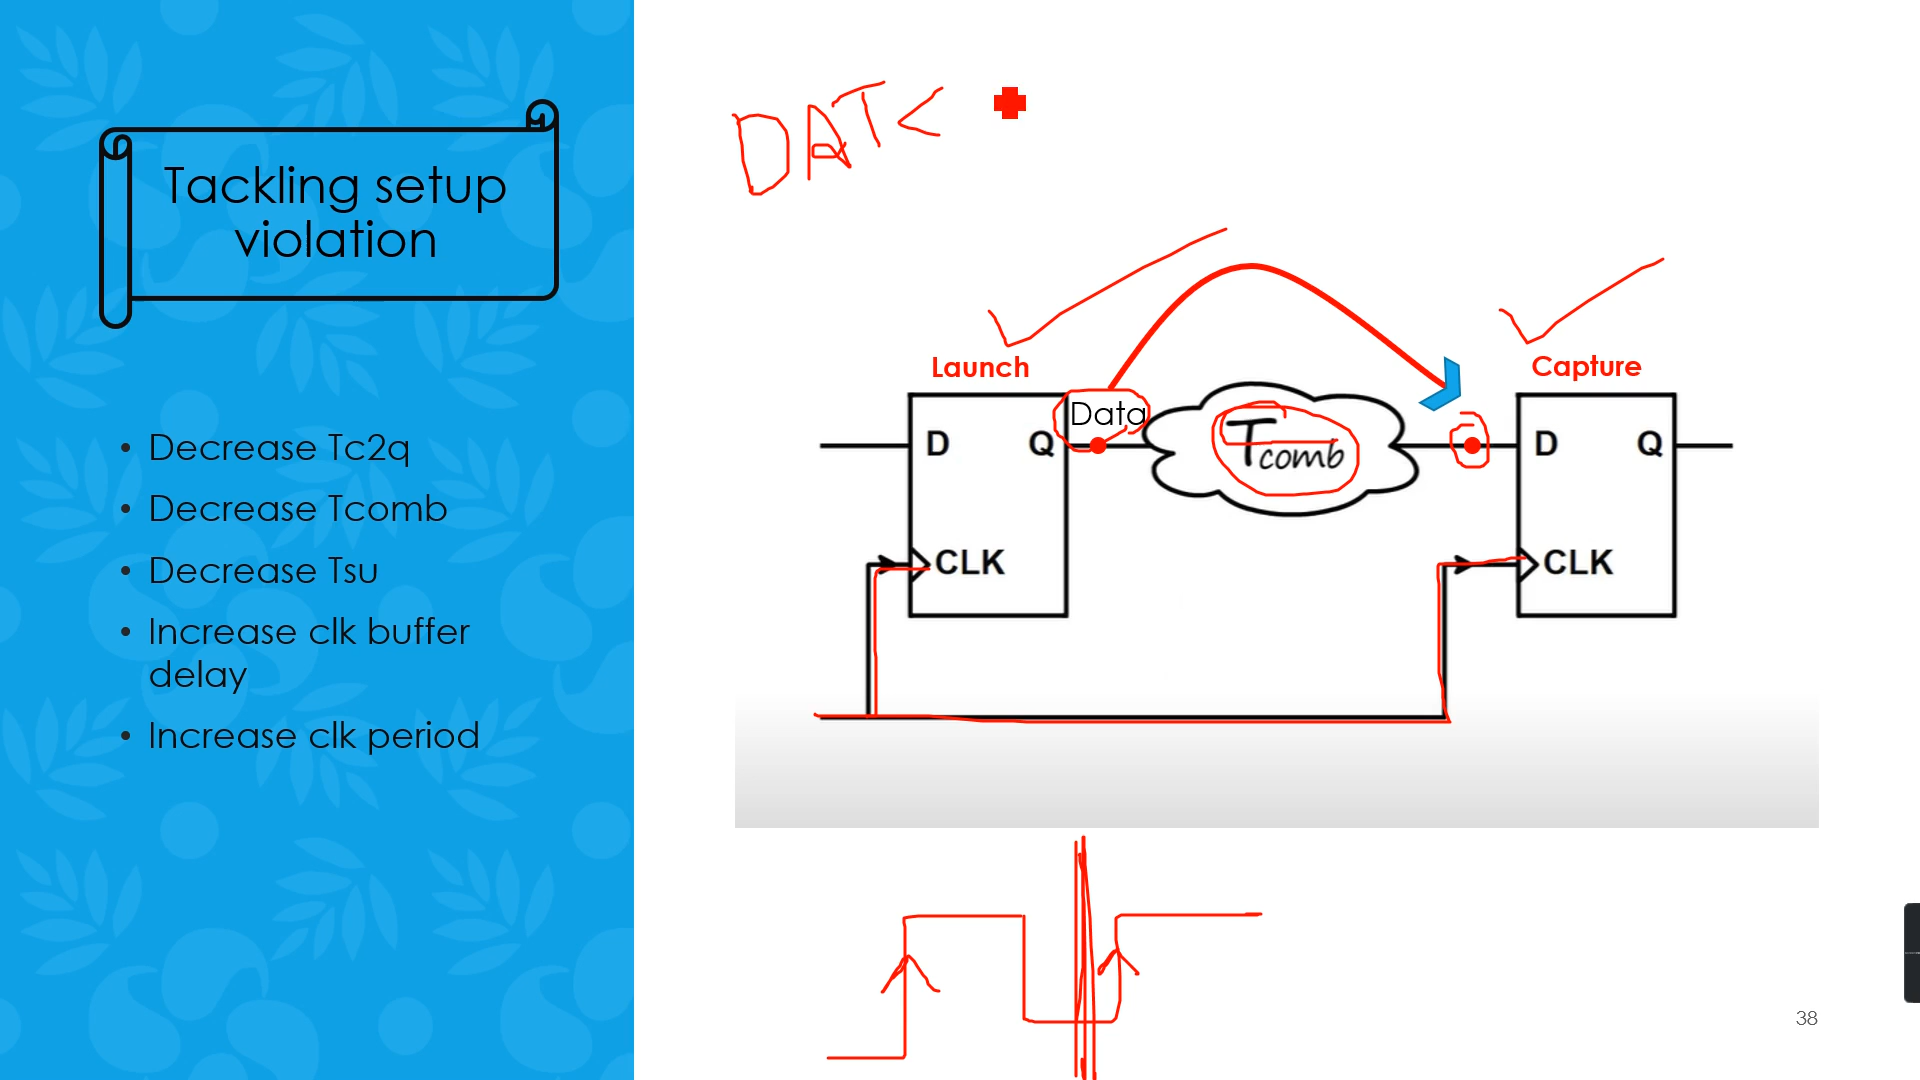 Tackling setup
violation
• Decrease Tc2q
• Decrease Tcomb
• Decrease Tsu
• Increase clk buffer
delay
• Increase clk period
DAT <
Launch
Capture
Data
D Q
Tcomb
D Q
CLK
CLK
38